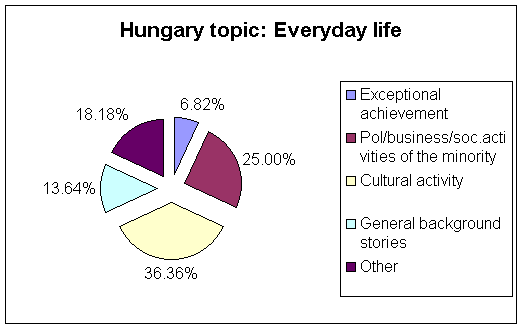 Hungary topic: Everyday life
6.82%
25.00%
36.36%
13.64%
18.18%
Exceptional
achievement
Pol/business/soc.acti
vities of the minority
Cultural activity
General background
stories
Other